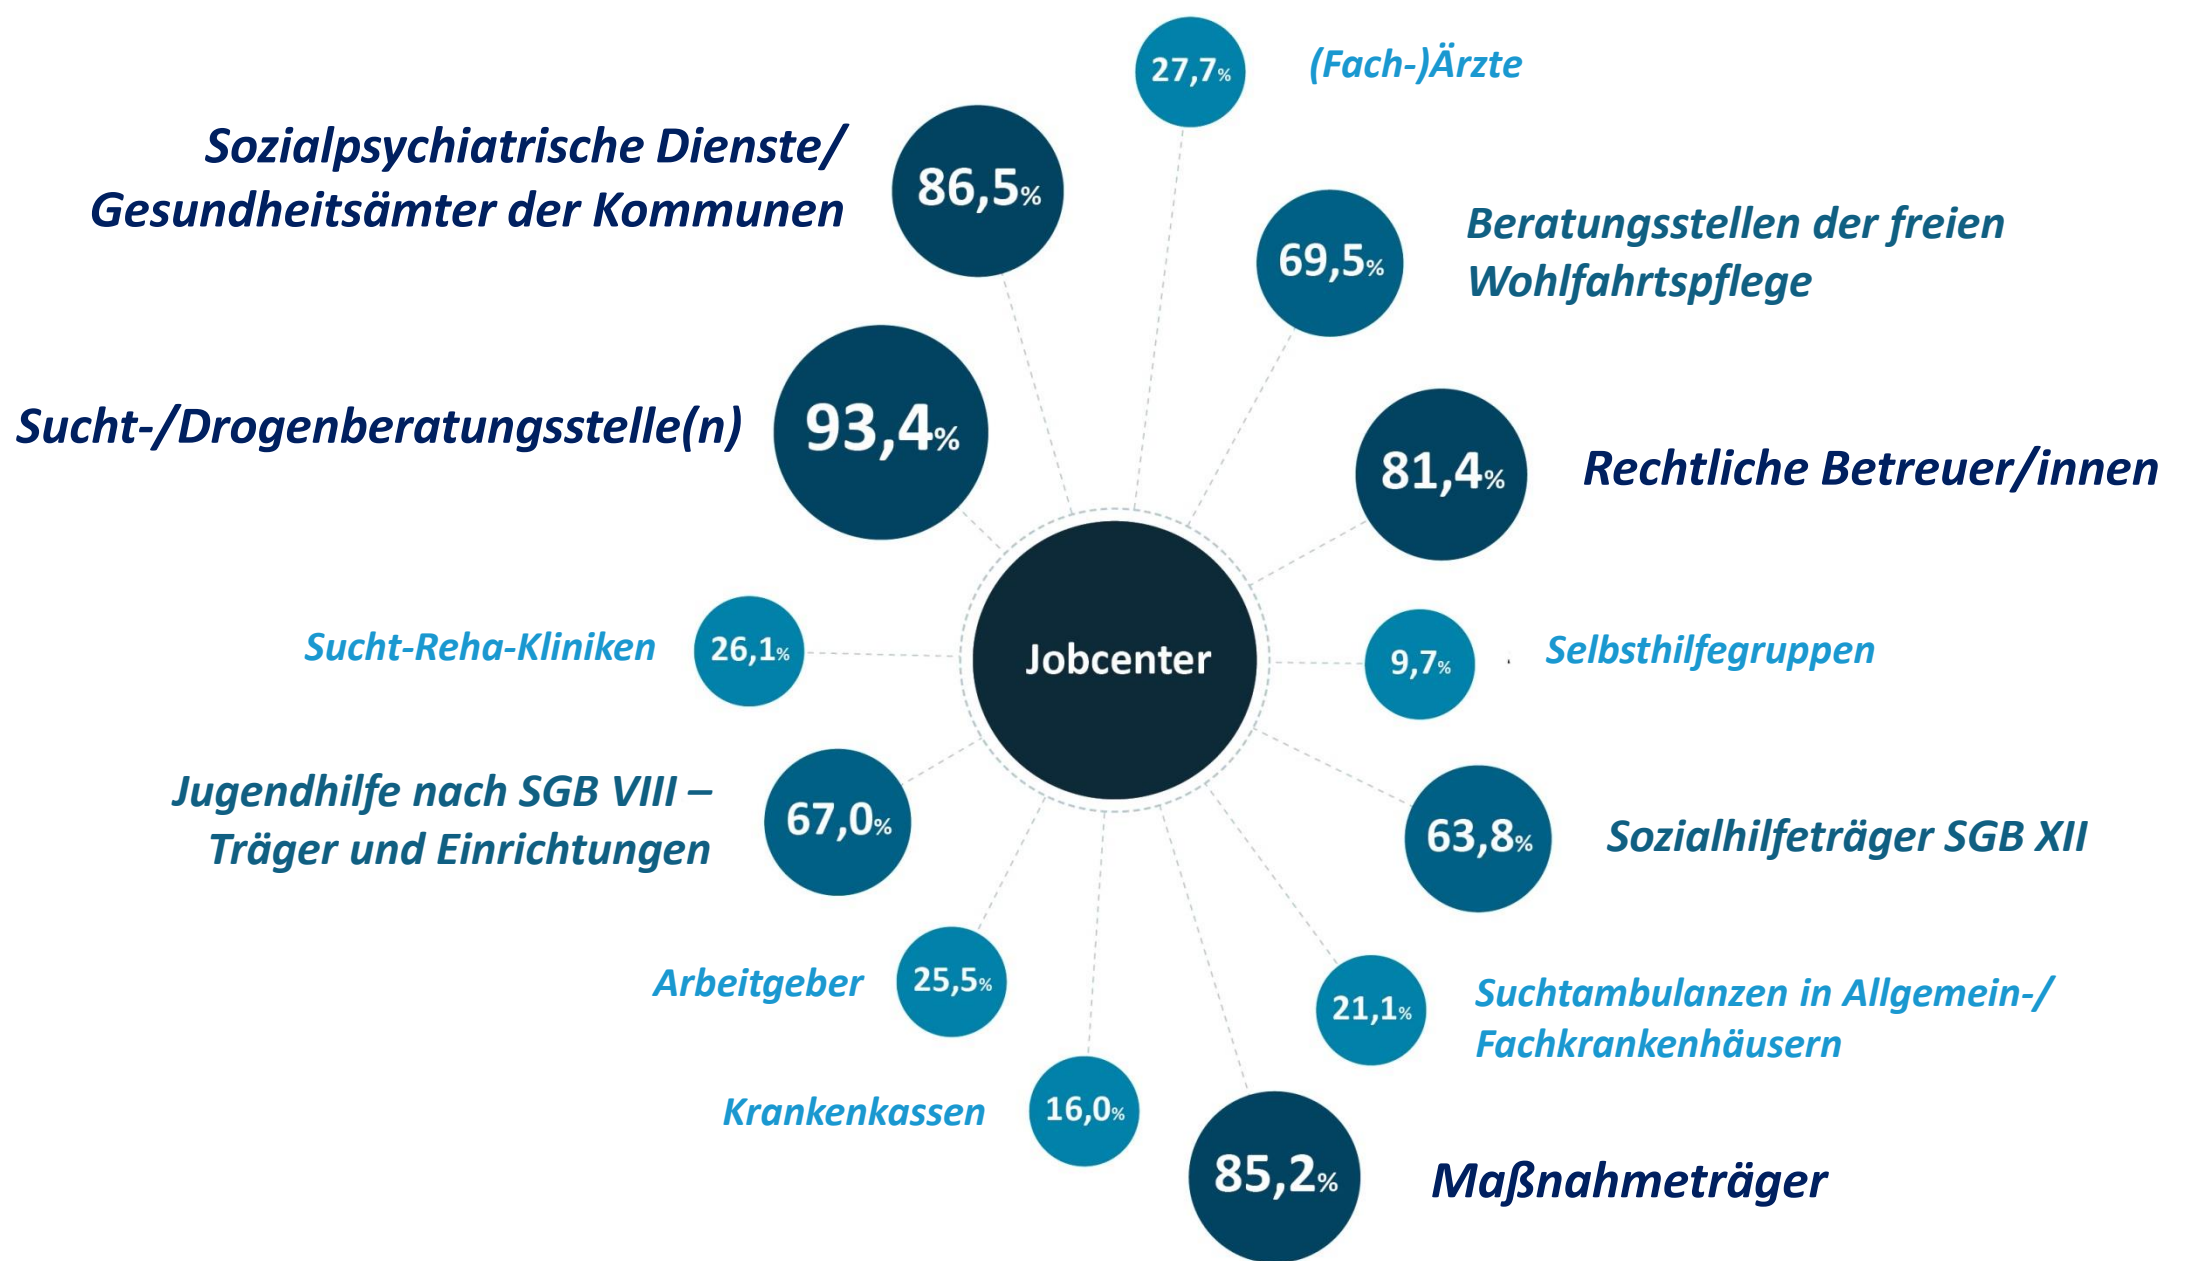 27,7%
(Fach-)Ärzte
Sozialpsychiatrische Dienste/
Gesundheitsämter der Kommunen
86,5%
69,5%
Beratungsstellen der freien
Wohlfahrtspflege
Sucht-/Drogenberatungsstelle(n)
93,4%
81,4%
Rechtliche Betreuer/innen
Sucht-Reha-Kliniken
26,1%
Jobcenter
9,7%
Selbsthilfegruppen
Jugendhilfe nach SGB VIII –
Träger und Einrichtungen
67,0%
63,8%
Sozialhilfeträger SGB XII
Arbeitgeber
25,5%
21,1%
Suchtambulanzen in Allgemein-/
Fachkrankenhäusern
Krankenkassen
16,0%
85,2%
Maßnahmeträger